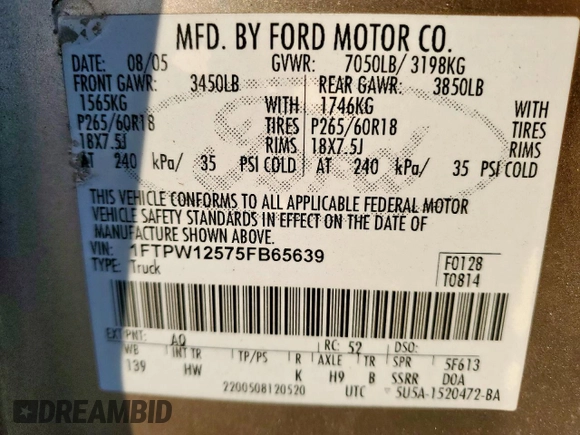 MFD. BY FORD MOTOR CO.
DATE: 08/05 GVWR: 7050LB/ 3198KG
FRONT GAWR: 3450LB REAR GAWR: 3850LB
1565KG WITH 1746KG WITH
P265/60R18 TIRES P265/60R18 TIRES
18X7.5J RIMS 18X7.5J RIMS
AT 240 kPa/ 35 PSI COLD AT 240 kPa/ 35 PSI COLD
Ford
THIS VEHICLE CONFORMS TO ALL APPLICABLE FEDERAL MOTOR
VEHICLE SAFETY STANDARDS IN EFFECT ON THE DATE OF
MANUFACTURE SHOWN ABOVE.
VIN: 1FTPW12575FB65639
TYPE: Truck
F0128
T0814
EXT PNT: AQ RC: 52 DSO:
WB INT TR TP/PS R AXLE TR SPR 5F613
139 HW K H9 B SSRR DOA
2200508120520 UTC 5U5A-1520472-BA
DREAMBID